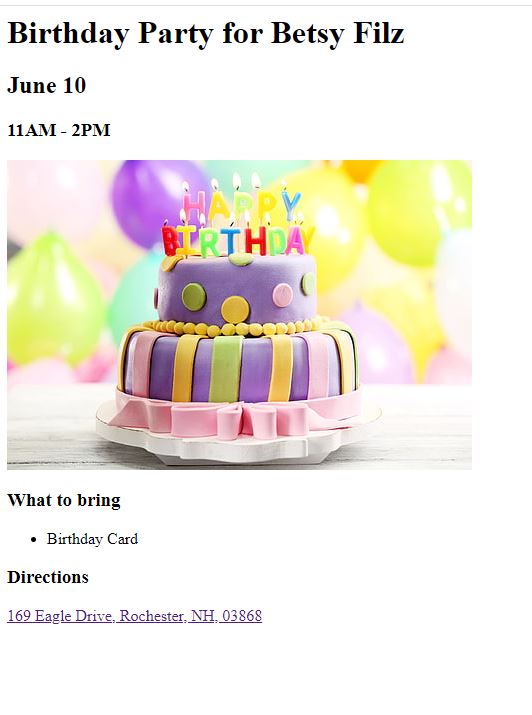 Birthday Party for Betsy Filz
June 10
11AM - 2PM
HAPPY
BIRTHDAY
What to bring
• Birthday Card
Directions
169 Eagle Drive, Rochester, NH, 03868